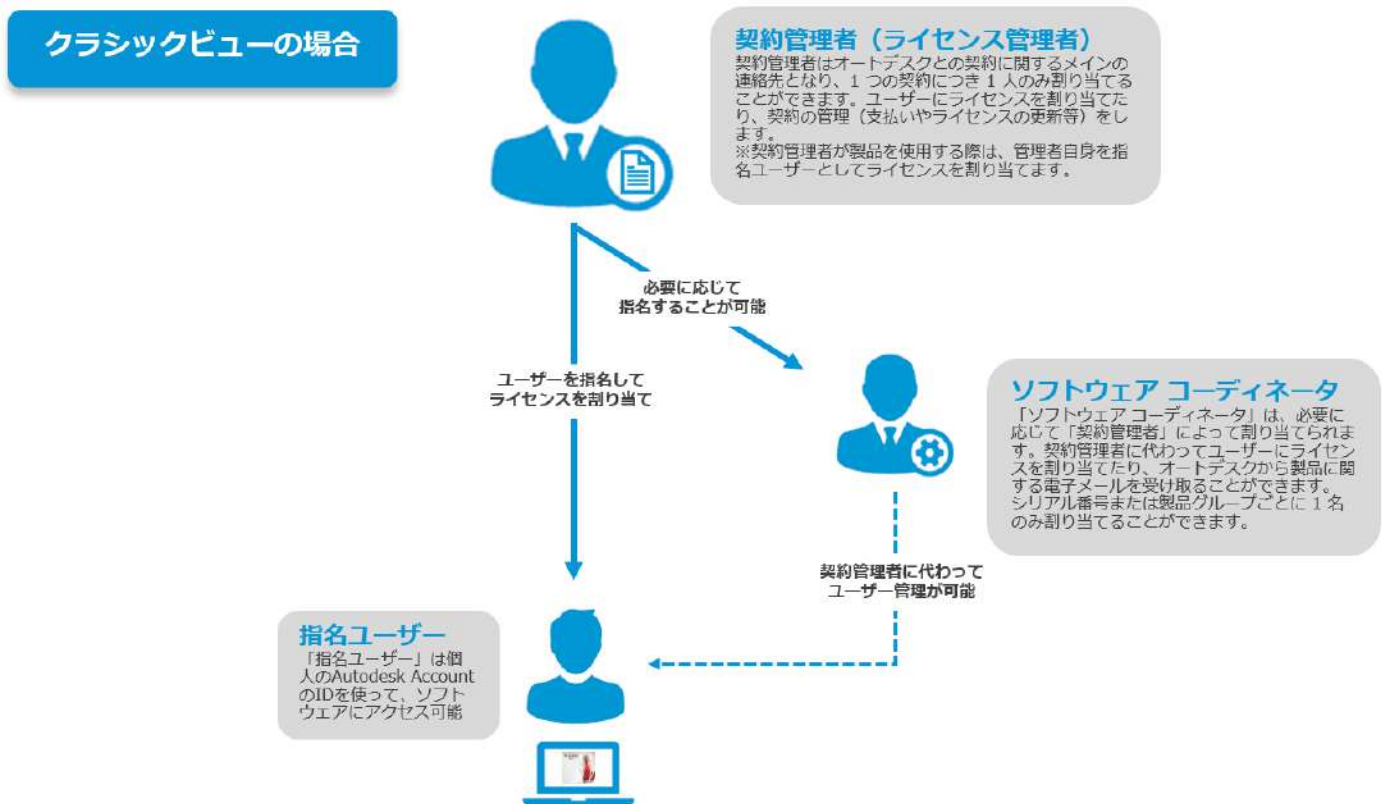 クラシックビューの場合
契約管理者（ライセンス管理者）
契約管理者はオートデスクとの契約に関するメインの
連絡先となり、1 つの契約につき 1 人のみ割り当てる
ことができます。ユーザーにライセンスを割り当てた
り、契約の管理（支払いやライセンスの更新等）をし
ます。
※契約管理者が製品を使用する際は、管理者自身を指
名ユーザーとしてライセンスを割り当てます。
必要に応じて
指名することが可能
ユーザーを指名して
ライセンスを割り当て
ソフトウェア コーディネータ
「ソフトウェア コーディネータ」は、必要に
応じて「契約管理者」によって割り当てられま
す。契約管理者に代わってユーザーにライセン
スを割り当てたり、オートデスクから製品に関
する電子メールを受け取ることができます。
シリアル番号または製品グループごとに 1 名
のみ割り当てることができます。
契約管理者に代わって
ユーザー管理が可能
指名ユーザー
「指名ユーザー」は個
人のAutodesk Account
のIDを使って、ソフト
ウェアにアクセス可能